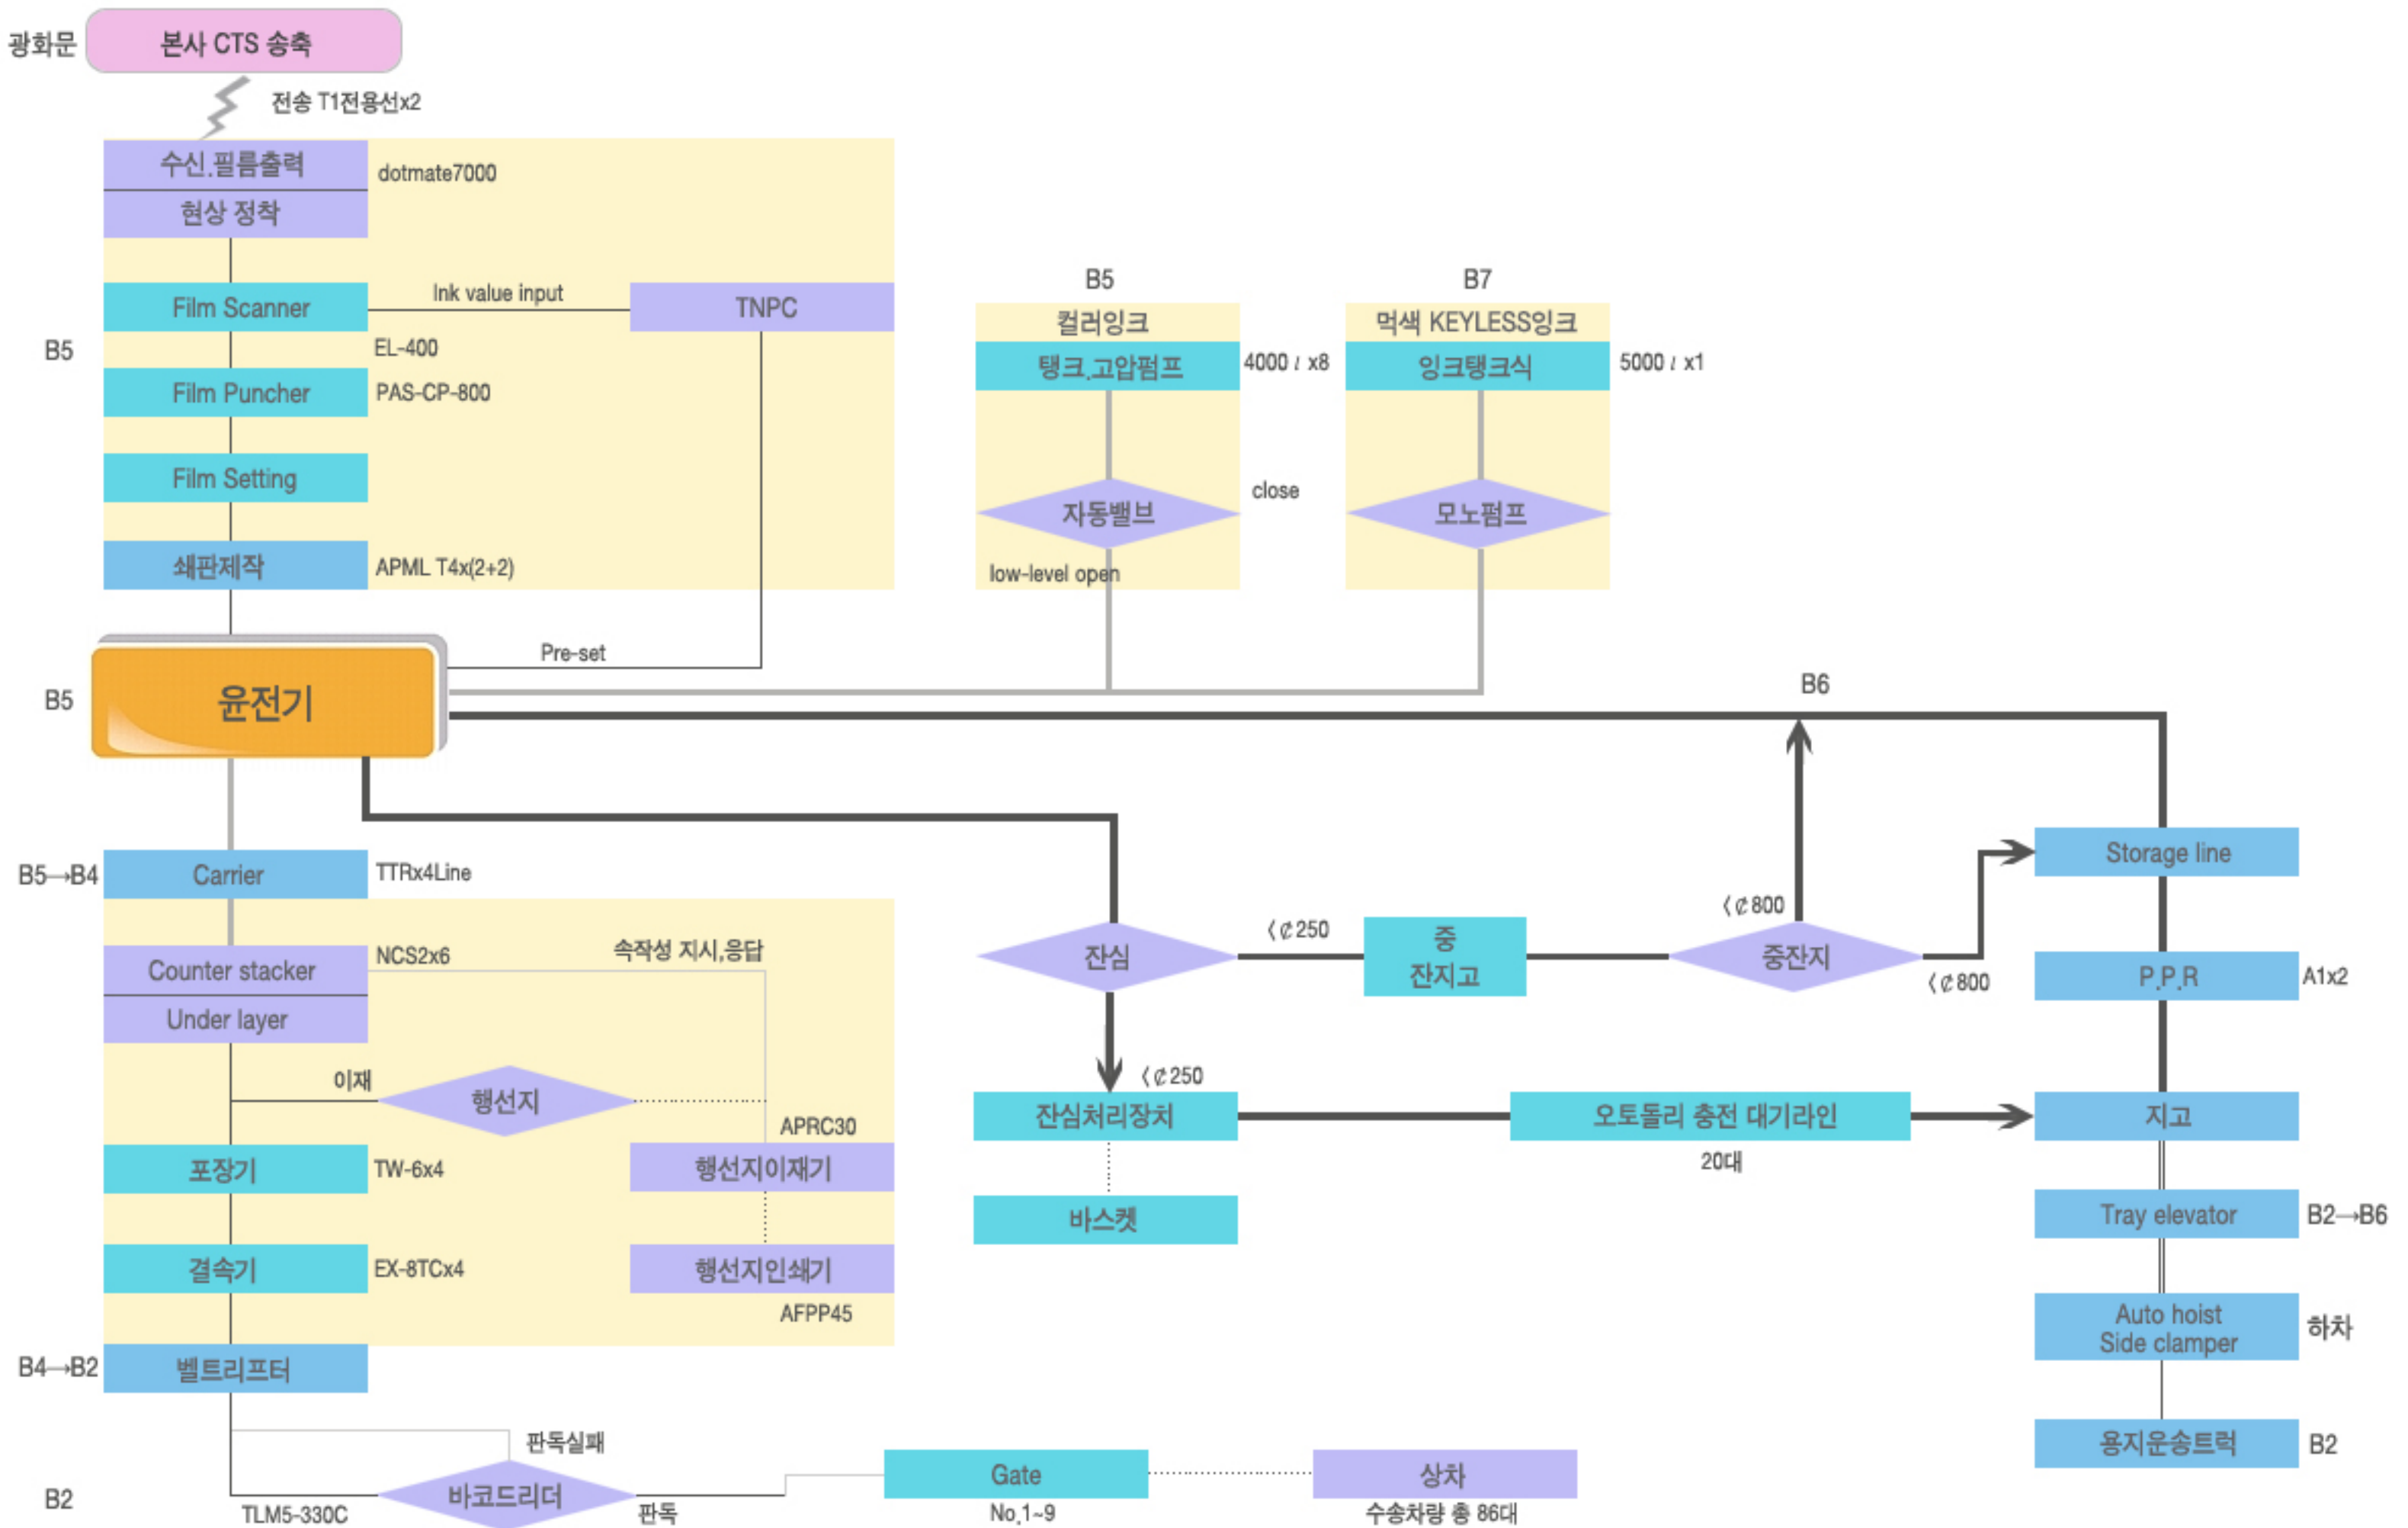 광화문
본사 CTS 송축
전송 T1전용선x2
수신.필름출력
dotmate7000
현상 정착
Film Scanner
Ink value input
TNPC
B5
EL-400
Film Puncher
PAS-CP-800
Film Setting
쇄판제작
APML T4x(2+2)
B5
컬러잉크
탱크.고압펌프
4000ℓ x8
자동밸브
close
low-level open
B7
먹색 KEYLESS잉크
잉크탱크식
5000ℓ x1
모노펌프
Pre-set
B5
윤전기
B6
B5→B4
Carrier
TTRx4Line
Counter stacker
NCS2x6
속작성 지시,응답
Under layer
이재
행선지
APRC30
포장기
TW-6x4
행선지이재기
결속기
EX-8TCx4
행선지인쇄기
AFPP45
B4→B2
벨트리프터
판독실패
B2
바코드리더
TLM5-330C
판독
Gate
No.1~9
상차
수송차량 총 86대
잔심
<₡250
중
잔지고
<₡800
중잔지
<₡800
<₡250
잔심처리장치
오토돌리 충전 대기라인
20대
바스켓
Storage line
P.P.R
A1x2
지고
Tray elevator
B2→B6
Auto hoist
Side clamper
하차
용지운송트럭
B2